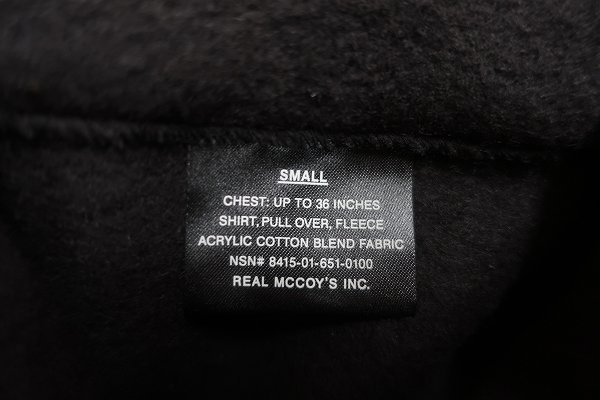 SMALL
CHEST: UP TO 36 INCHES
SHIRT, PULL OVER, FLEECE
ACRYLIC COTTON BLEND FABRIC
NSN# 8415-01-651-0100
REAL MCCOY'S INC.